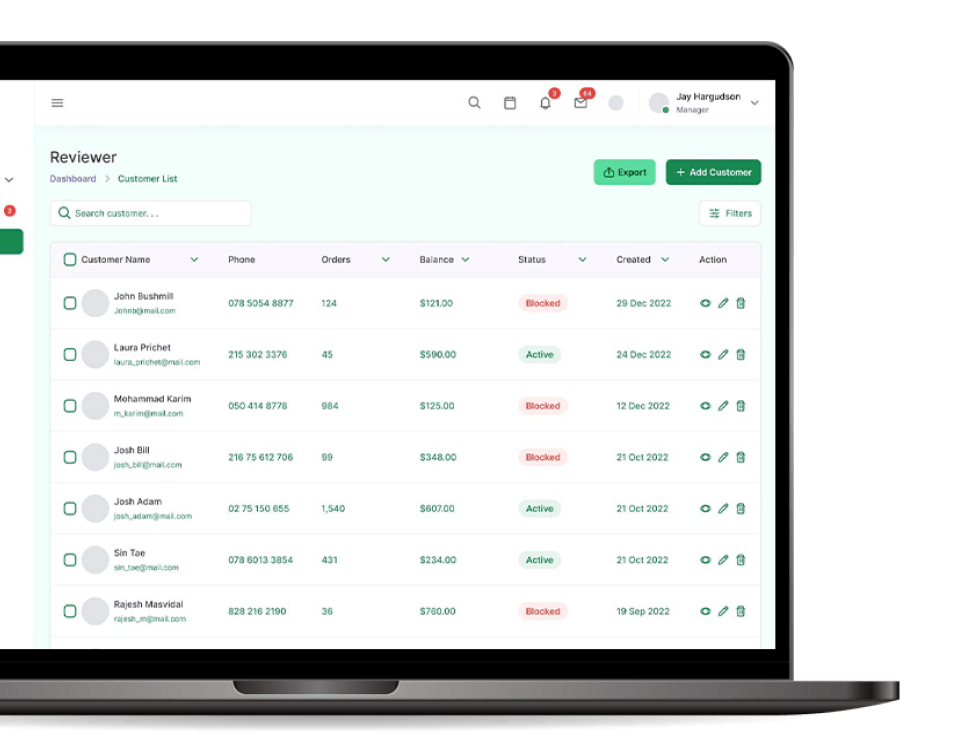 3
64
Jay Hargudson
Manager
Reviewer
Dashboard > Customer List
Export
+ Add Customer
2
Search customer...
Filters
Customer Name Phone Orders Balance Status Created Action
John Bushmill
Johnb@mail.com
078 5054 8877 124 $121.00 Blocked 29 Dec 2022
Laura Prichet
laura_prichet@mail.com
215 302 3376 45 $590.00 Active 24 Dec 2022
Mohammad Karim
m_karim@mail.com
050 414 8778 984 $125.00 Blocked 12 Dec 2022
Josh Bill
josh_bill@mail.com
216 75 612 706 99 $348.00 Blocked 21 Oct 2022
Josh Adam
josh_adam@mail.com
02 75 150 655 1,540 $607.00 Active 21 Oct 2022
Sin Tae
sin_tae@mail.com
078 6013 3854 431 $234.00 Active 21 Oct 2022
Rajesh Masvidal
rajesh_m@mail.com
828 216 2190 36 $760.00 Blocked 19 Sep 2022